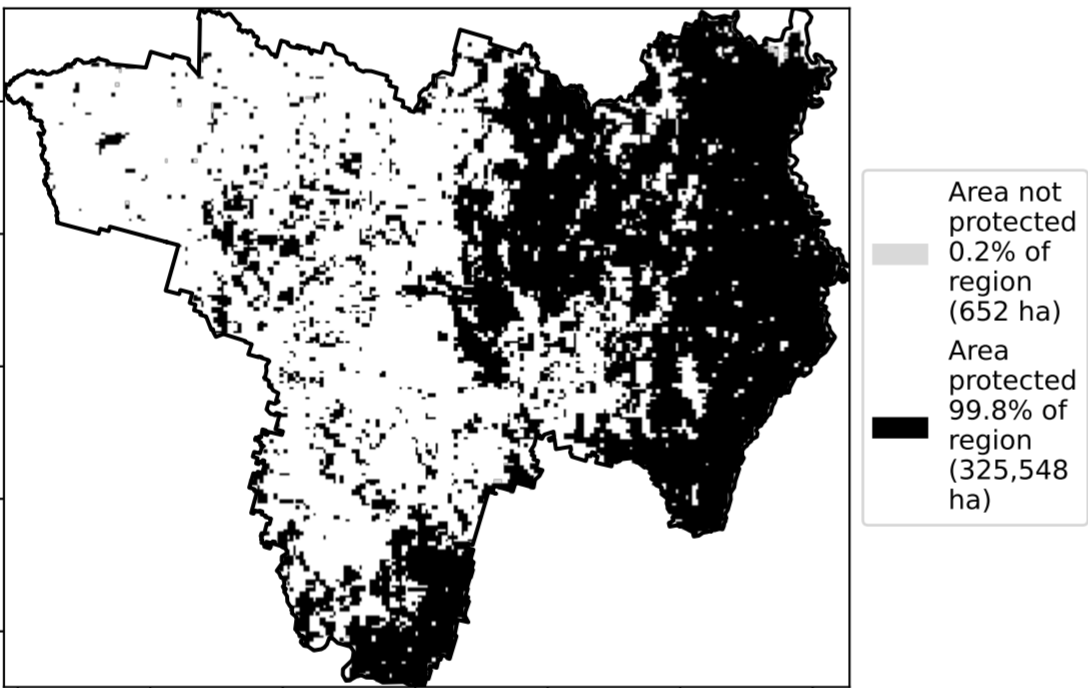 Area not
protected
0.2% of
region
(652 ha)
Area
protected
99.8% of
region
(325,548
ha)